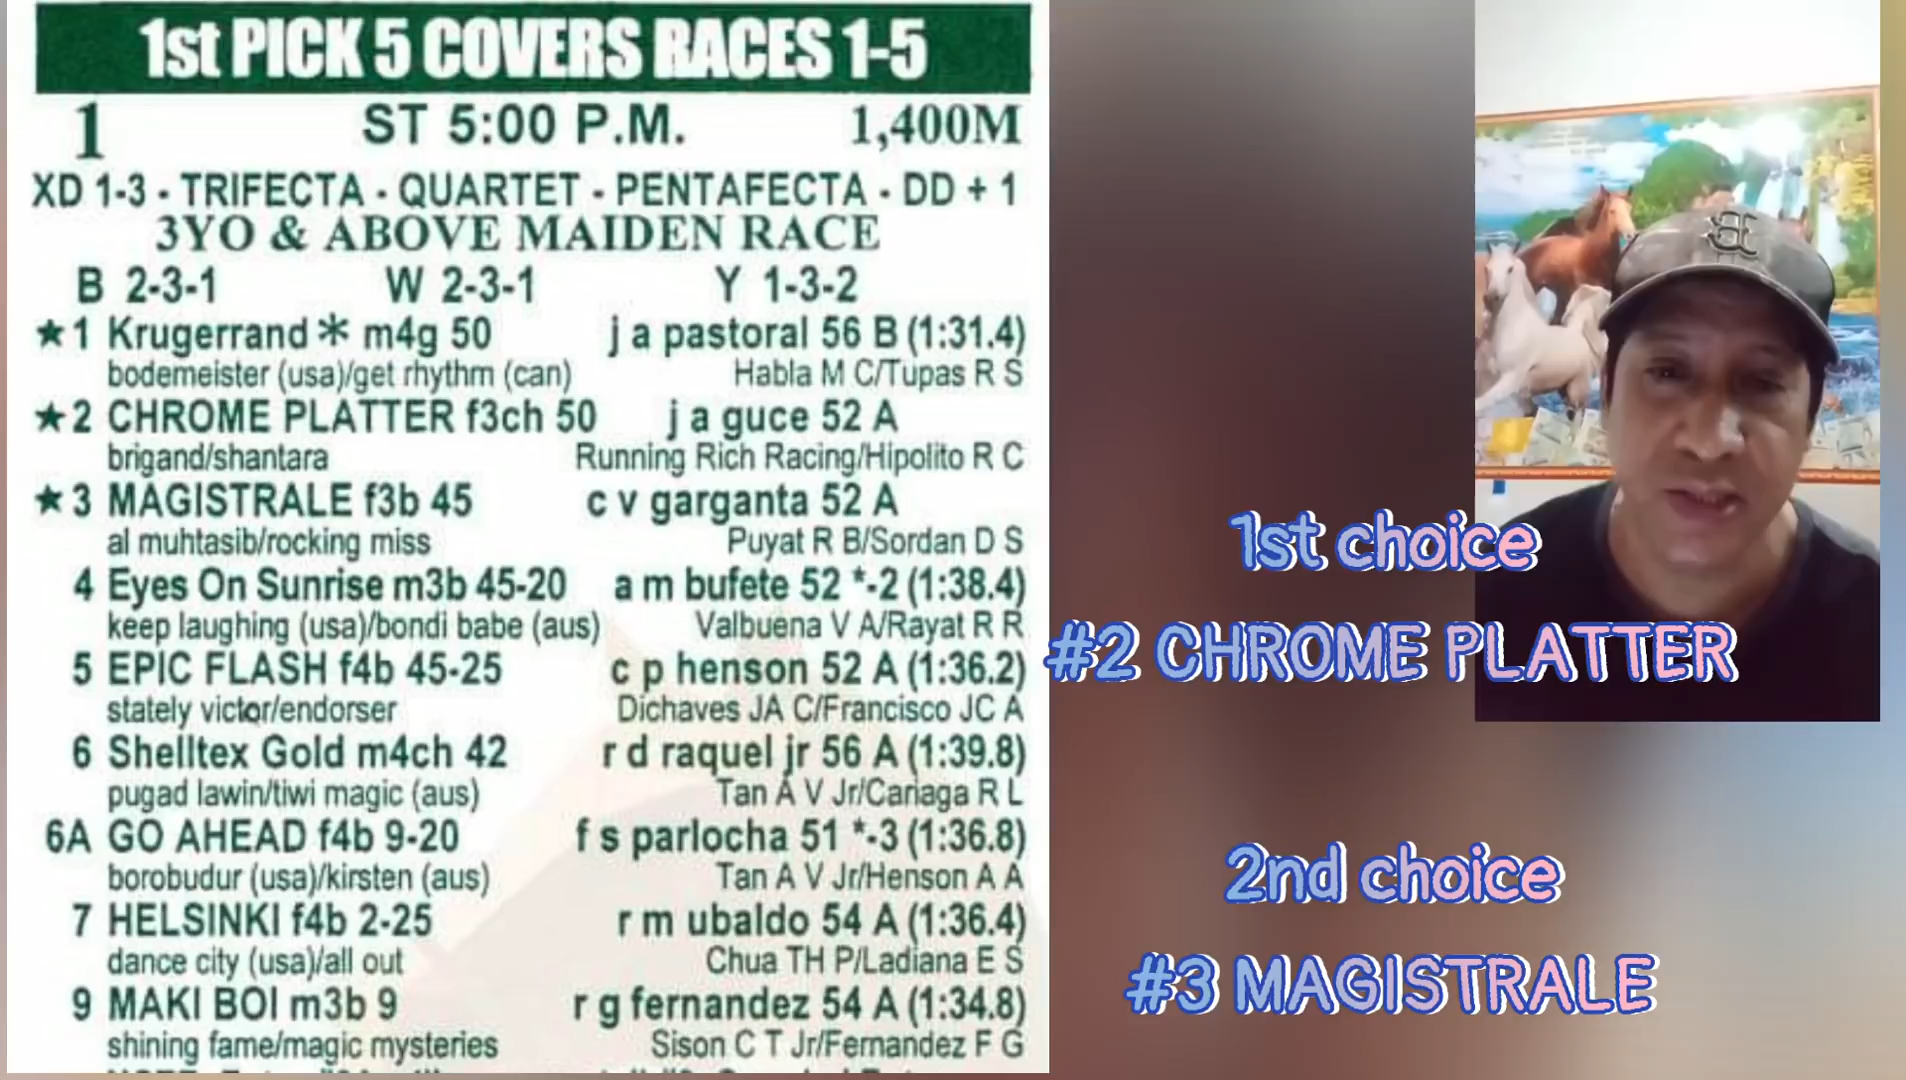 1st PICK 5 COVERS RACES 1-5
1 ST 5:00 P.M. 1,400M
XD 1-3 - TRIFECTA - QUARTET - PENTAFECTA - DD + 1
3YO & ABOVE MAIDEN RACE
B 2-3-1 W 2-3-1 Y 1-3-2
★ 1 Krugerrand * m4g 50 j a pastoral 56 B (1:31.4)
bodemeister (usa)/get rhythm (can) Habla M C/Tupas R S
★ 2 CHROME PLATTER f3ch 50 j a guce 52 A
brigand/shantara Running Rich Racing/Hipolito R C
★ 3 MAGISTRALE f3b 45 c v garganta 52 A
al muhtasib/rocking miss Puyat R B/Sordan D S
4 Eyes On Sunrise m3b 45-20 a m bufete 52 *-2 (1:38.4)
keep laughing (usa)/bondi babe (aus) Valbuena V A/Rayat R R
5 EPIC FLASH f4b 45-25 c p henson 52 A (1:36.2)
stately victor/endorser Dichaves JA C/Francisco JC A
6 Shelltex Gold m4ch 42 r d raquel jr 56 A (1:39.8)
pugad lawin/tiwi magic (aus) Tan A V Jr/Cariaga R L
6A GO AHEAD f4b 9-20 f s parlocha 51 *-3 (1:36.8)
borobudur (usa)/kirsten (aus) Tan A V Jr/Henson A A
7 HELSINKI f4b 2-25 r m ubaldo 54 A (1:36.4)
dance city (usa)/all out Chua TH P/Ladiana E S
9 MAKI BOI m3b 9 r g fernandez 54 A (1:34.8)
shining fame/magic mysteries Sison C T Jr/Fernandez F G
1st choice
#2 CHROME PLATTER
2nd choice
#3 MAGISTRALE